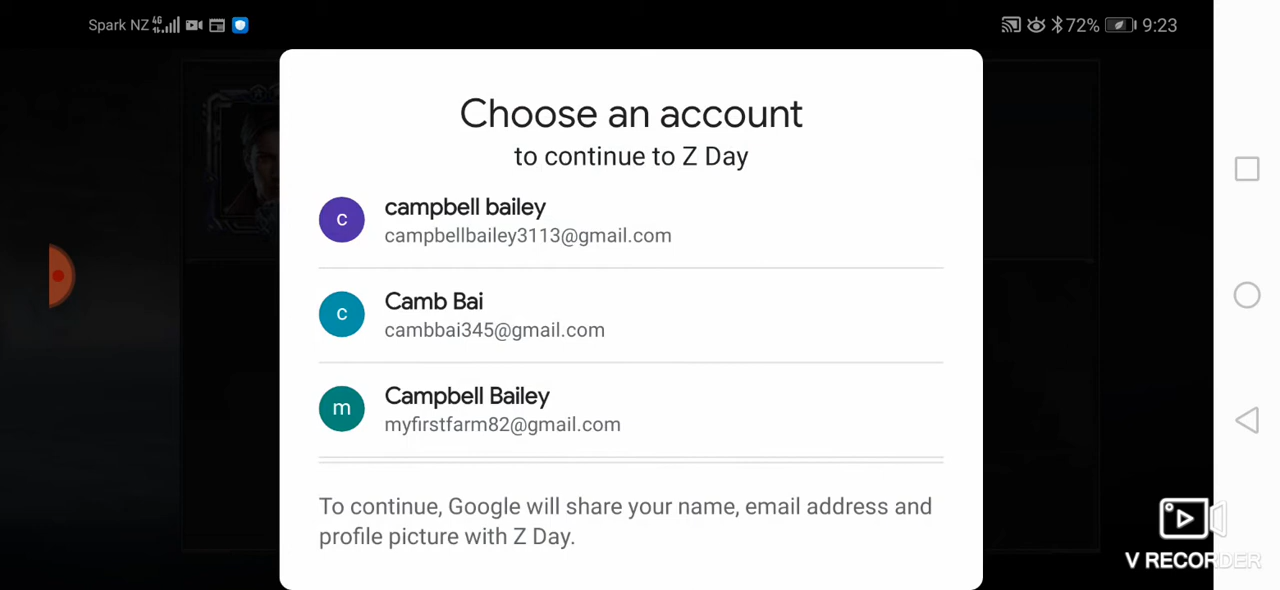 Spark NZ 4G 72% 9:23
Choose an account
to continue to Z Day
c
campbell bailey
campbellbailey3113@gmail.com
c
Camb Bai
cambbai345@gmail.com
m
Campbell Bailey
myfirstfarm82@gmail.com
To continue, Google will share your name, email address and
profile picture with Z Day.
V RECORDER